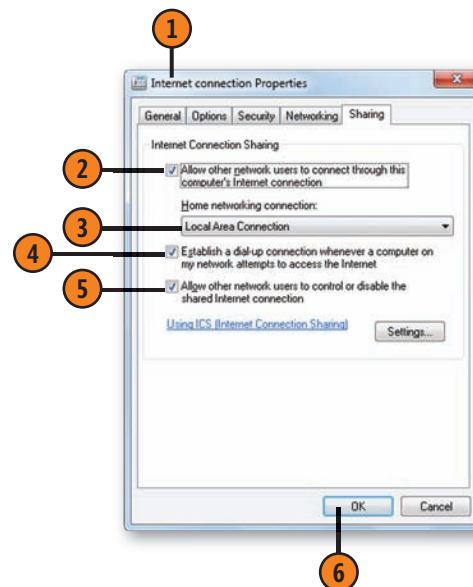 1
Internet connection Properties
General Options Security Networking Sharing
Internet Connection Sharing
2
Allow other network users to connect through this
computer's Internet connection
Home networking connection:
3
Local Area Connection
4
Establish a dial-up connection whenever a computer on
my network attempts to access the Internet
5
Allow other network users to control or disable the
shared Internet connection
Using ICS (Internet Connection Sharing)
Settings...
OK Cancel
6